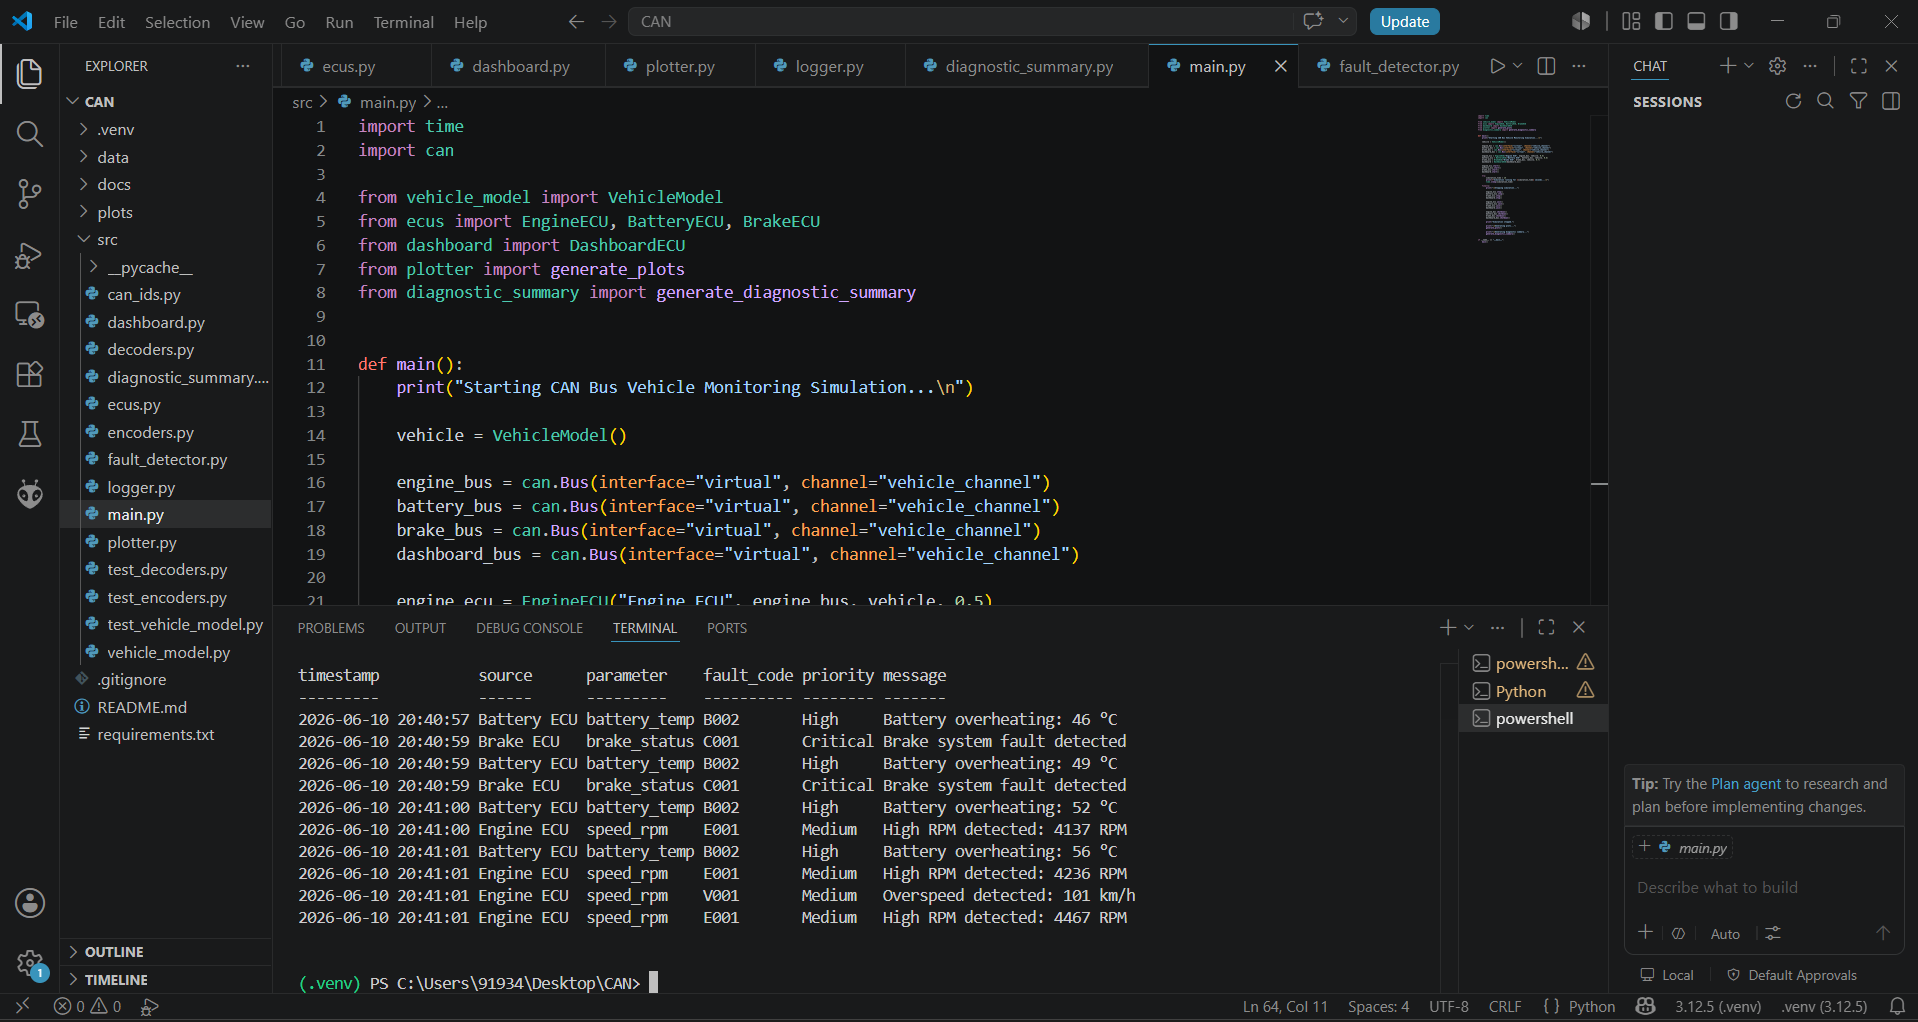 File Edit Selection View Go Run Terminal Help
CAN
Update
EXPLORER
CAN
.venv
data
docs
plots
src
__pycache__
can_ids.py
dashboard.py
decoders.py
diagnostic_summary....
ecus.py
encoders.py
fault_detector.py
logger.py
main.py
plotter.py
test_decoders.py
test_encoders.py
test_vehicle_model.py
vehicle_model.py
.gitignore
README.md
requirements.txt
OUTLINE
TIMELINE
ecus.py dashboard.py plotter.py logger.py diagnostic_summary.py main.py fault_detector.py
src > main.py > ...
1 import time
2 import can
3
4 from vehicle_model import VehicleModel
5 from ecus import EngineECU, BatteryECU, BrakeECU
6 from dashboard import DashboardECU
7 from plotter import generate_plots
8 from diagnostic_summary import generate_diagnostic_summary
9
10
11 def main():
12 print("Starting CAN Bus Vehicle Monitoring Simulation...\n")
13
14 vehicle = VehicleModel()
15
16 engine_bus = can.Bus(interface="virtual", channel="vehicle_channel")
17 battery_bus = can.Bus(interface="virtual", channel="vehicle_channel")
18 brake_bus = can.Bus(interface="virtual", channel="vehicle_channel")
19 dashboard_bus = can.Bus(interface="virtual", channel="vehicle_channel")
20
21 engine_ecu = EngineECU("Engine ECU", engine_bus, vehicle, 0.5)
PROBLEMS OUTPUT DEBUG CONSOLE TERMINAL PORTS
timestamp source parameter fault_code priority message
--------- ------ --------- ---------- -------- -------
2026-06-10 20:40:57 Battery ECU battery_temp B002 High Battery overheating: 46 °C
2026-06-10 20:40:59 Brake ECU brake_status C001 Critical Brake system fault detected
2026-06-10 20:40:59 Battery ECU battery_temp B002 High Battery overheating: 49 °C
2026-06-10 20:40:59 Brake ECU brake_status C001 Critical Brake system fault detected
2026-06-10 20:41:00 Battery ECU battery_temp B002 High Battery overheating: 52 °C
2026-06-10 20:41:00 Engine ECU speed_rpm E001 Medium High RPM detected: 4137 RPM
2026-06-10 20:41:01 Battery ECU battery_temp B002 High Battery overheating: 56 °C
2026-06-10 20:41:01 Engine ECU speed_rpm E001 Medium High RPM detected: 4236 RPM
2026-06-10 20:41:01 Engine ECU speed_rpm V001 Medium Overspeed detected: 101 km/h
2026-06-10 20:41:01 Engine ECU speed_rpm E001 Medium High RPM detected: 4467 RPM
(.venv) PS C:\Users\91934\Desktop\CAN>
powersh...
Python
powershell
CHAT
SESSIONS
Tip: Try the Plan agent to research and
plan before implementing changes.
main.py
Describe what to build
Auto
Local Default Approvals
1
0 0
Ln 64, Col 11 Spaces: 4 UTF-8 CRLF { } Python 3.12.5 (.venv) .venv (3.12.5)